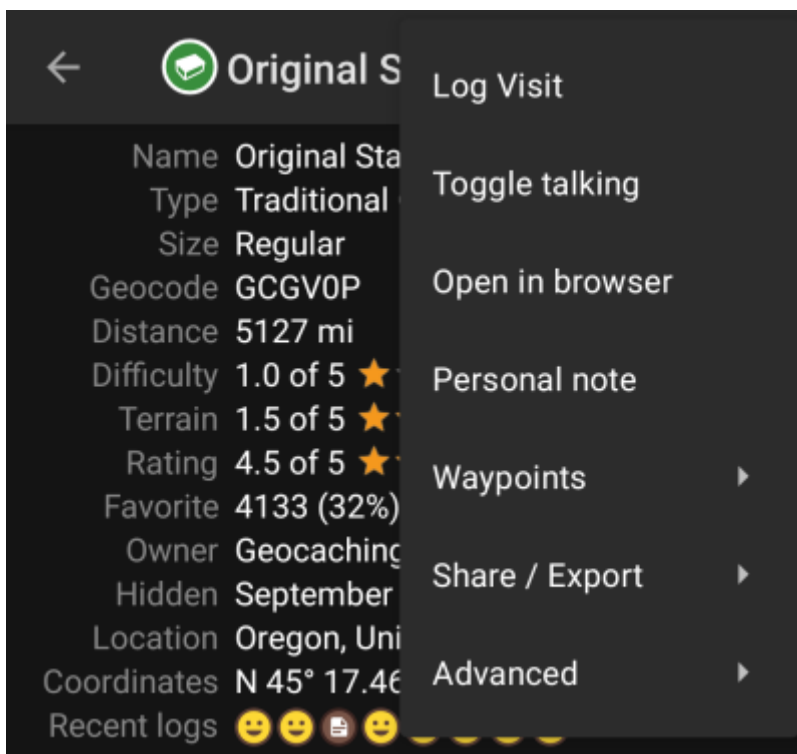 Original S
Name Original Sta
Type Traditional
Size Regular
Geocode GCGV0P
Distance 5127 mi
Difficulty 1.0 of 5
Terrain 1.5 of 5
Rating 4.5 of 5
Favorite 4133 (32%)
Owner Geocaching
Hidden September
Location Oregon, Uni
Coordinates N 45° 17.46
Recent logs
Log Visit
Toggle talking
Open in browser
Personal note
Waypoints
Share / Export
Advanced